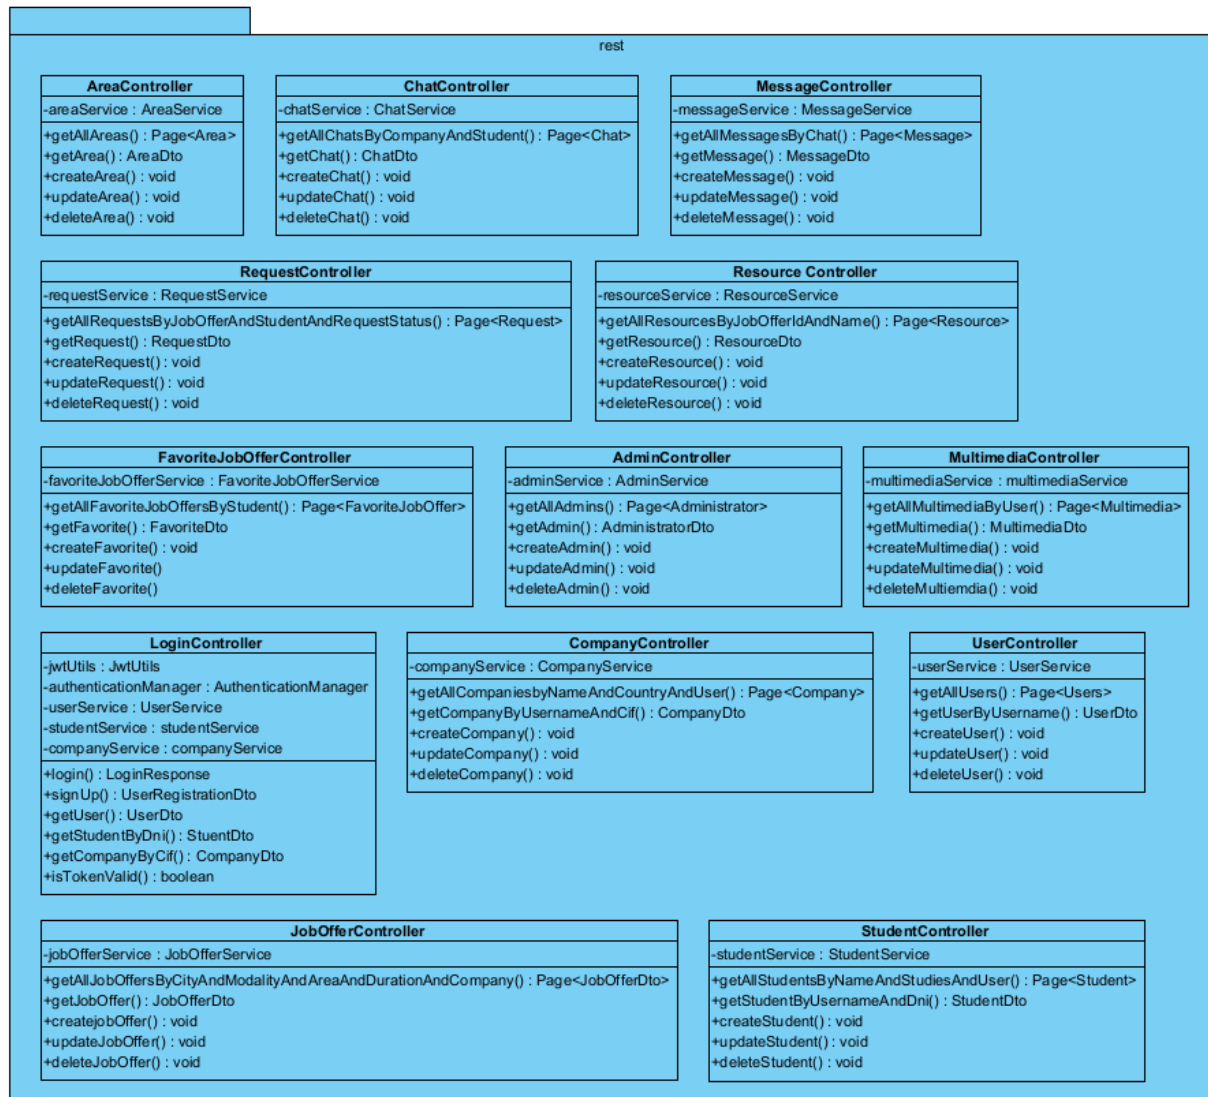 rest
AreaController
-areaService : AreaService
+getAllAreas() : Page<Area>
+getArea() : AreaDto
+createArea() : void
+updateArea() : void
+deleteArea() : void
ChatController
-chatService : ChatService
+getAllChatsByCompanyAndStudent() : Page<Chat>
+getChat() : ChatDto
+createChat() : void
+updateChat() : void
+deleteChat() : void
MessageController
-messageService : MessageService
+getAllMessagesByChat() : Page<Message>
+getMessage() : MessageDto
+createMessage() : void
+updateMessage() : void
+deleteMessage() : void
RequestController
-requestService : RequestService
+getAllRequestsByJobOfferAndStudentAndRequestStatus() : Page<Request>
+getRequest() : RequestDto
+createRequest() : void
+updateRequest() : void
+deleteRequest() : void
Resource Controller
-resourceService : ResourceService
+getAllResourcesByJobOfferIdAndName() : Page<Resource>
+getResource() : ResourceDto
+createResource() : void
+updateResource() : void
+deleteResource() : void
FavoriteJobOfferController
-favoriteJobOfferService : FavoriteJobOfferService
+getAllFavoriteJobOffersByStudent() : Page<FavoriteJobOffer>
+getFavorite() : FavoriteDto
+createFavorite() : void
+updateFavorite()
+deleteFavorite()
AdminController
-adminService : AdminService
+getAllAdmins() : Page<Administrator>
+getAdmin() : AdministratorDto
+createAdmin() : void
+updateAdmin() : void
+deleteAdmin() : void
MultimediaController
-multimediaService : multimediaService
+getAllMultimediaByUser() : Page<Multimedia>
+getMultimedia() : MultimediaDto
+createMultimedia() : void
+updateMultimedia() : void
+deleteMultiemdia() : void
LoginController
-jwtUtils : JwtUtils
-authenticationManager : AuthenticationManager
-userService : UserService
-studentService : studentService
-companyService : companyService
+login() : LoginResponse
+signUp() : UserRegistrationDto
+getUser() : UserDto
+getStudentByDni() : StuentDto
+getCompanyByCif() : CompanyDto
+isTokenValid() : boolean
CompanyController
-companyService : CompanyService
+getAllCompaniesbyNameAndCountryAndUser() : Page<Company>
+getCompanyByUsernameAndCif() : CompanyDto
+createCompany() : void
+updateCompany() : void
+deleteCompany() : void
UserController
-userService : UserService
+getAllUsers() : Page<Users>
+getUserByUsername() : UserDto
+createUser() : void
+updateUser() : void
+deleteUser() : void
JobOfferController
-jobOfferService : JobOfferService
+getAllJobOffersByCityAndModalityAndAreaAndDurationAndCompany() : Page<JobOfferDto>
+getJobOffer() : JobOfferDto
+createjobOffer() : void
+updateJobOffer() : void
+deleteJobOffer() : void
StudentController
-studentService : StudentService
+getAllStudentsByNameAndStudiesAndUser() : Page<Student>
+getStudentByUsernameAndDni() : StudentDto
+createStudent() : void
+updateStudent() : void
+deleteStudent() : void